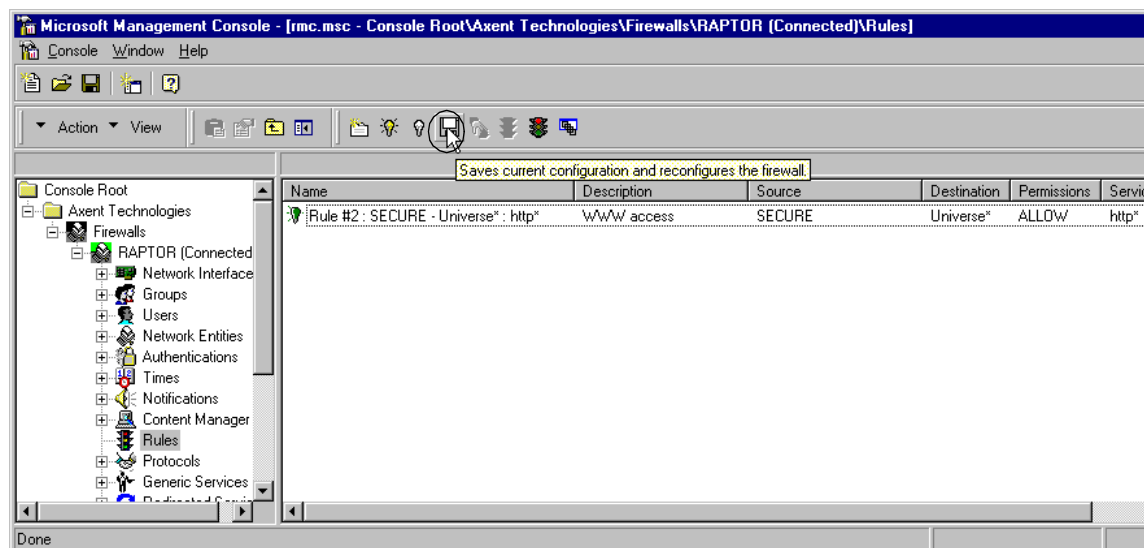 Microsoft Management Console - [rmc.msc - Console Root\Axent Technologies\Firewalls\RAPTOR (Connected)\Rules]
Console Window Help
Action View
Saves current configuration and reconfigures the firewall.
Name Description Source Destination Permissions Servic
Rule #2 : SECURE - Universe* : http* WWW access SECURE Universe* ALLOW http*
Console Root
Axent Technologies
Firewalls
RAPTOR (Connected
Network Interface
Groups
Users
Network Entities
Authentications
Times
Notifications
Content Manager
Rules
Protocols
Generic Services
Done